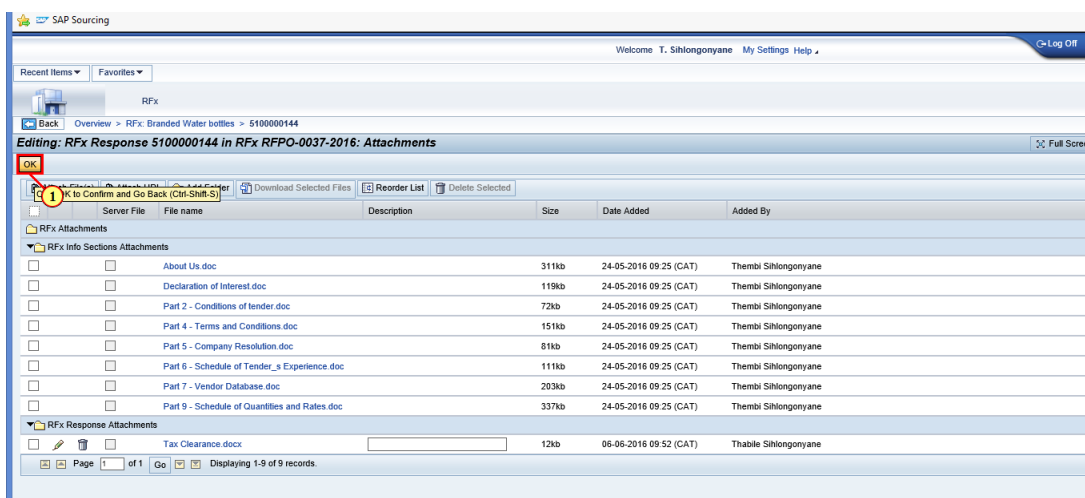 SAP SAP Sourcing
Welcome T. Sihlongonyane My Settings Help
Log Off
Recent Items Favorites
RFx
Back Overview > RFx: Branded Water bottles > 5100000144
Editing: RFx Response 5100000144 in RFx RFPO-0037-2016: Attachments
Full Scre
OK
Download Selected Files Reorder List Delete Selected
1 OK to Confirm and Go Back (Ctrl-Shift-S)
Server File File name Description Size Date Added Added By
RFx Attachments
RFx Info Sections Attachments
About Us.doc 311kb 24-05-2016 09:25 (CAT) Thembi Sihlongonyane
Declaration of Interest.doc 119kb 24-05-2016 09:25 (CAT) Thembi Sihlongonyane
Part 2 - Conditions of tender.doc 72kb 24-05-2016 09:25 (CAT) Thembi Sihlongonyane
Part 4 - Terms and Conditions.doc 151kb 24-05-2016 09:25 (CAT) Thembi Sihlongonyane
Part 5 - Company Resolution.doc 81kb 24-05-2016 09:25 (CAT) Thembi Sihlongonyane
Part 6 - Schedule of Tender_s Experience.doc 111kb 24-05-2016 09:25 (CAT) Thembi Sihlongonyane
Part 7 - Vendor Database.doc 203kb 24-05-2016 09:25 (CAT) Thembi Sihlongonyane
Part 9 - Schedule of Quantities and Rates.doc 337kb 24-05-2016 09:25 (CAT) Thembi Sihlongonyane
RFx Response Attachments
Tax Clearance.docx 12kb 06-06-2016 09:52 (CAT) Thabile Sihlongonyane
Page 1 of 1 Go Displaying 1-9 of 9 records.